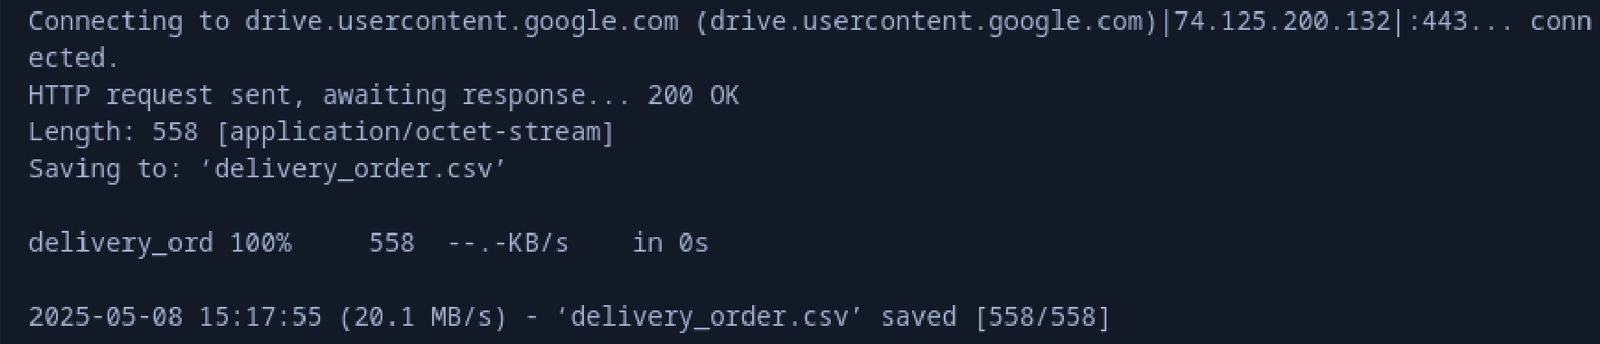 Connecting to drive.usercontent.google.com (drive.usercontent.google.com)|74.125.200.132|:443... conn
ected.
HTTP request sent, awaiting response... 200 OK
Length: 558 [application/octet-stream]
Saving to: ‘delivery_order.csv’
delivery_ord 100%     558  --.-KB/s    in 0s
2025-05-08 15:17:55 (20.1 MB/s) - ‘delivery_order.csv’ saved [558/558]